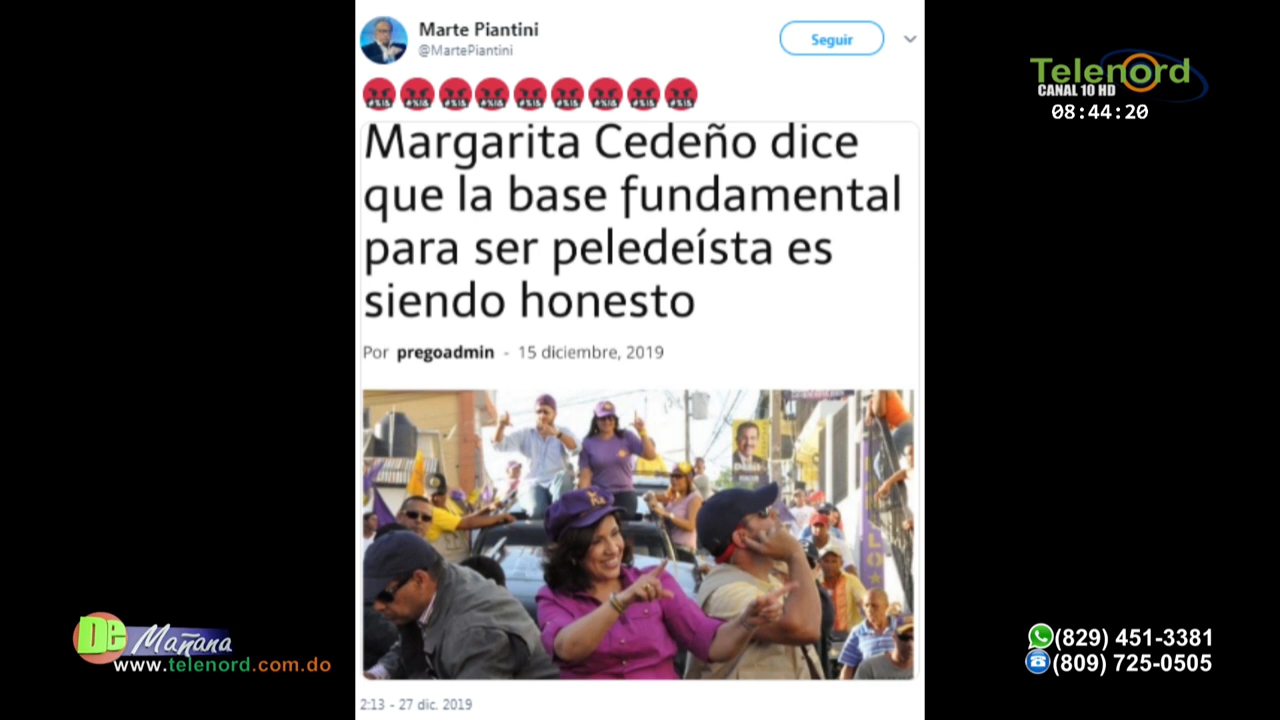 Marte Piantini
@MartePiantini
Seguir
Margarita Cedeño dice
que la base fundamental
para ser peledeísta es
siendo honesto
Por pregoadmin - 15 diciembre, 2019
2:13 - 27 dic. 2019
Telenord
CANAL 10 HD
08:44:20
De Mañana
www.telenord.com.do
(829) 451-3381
(809) 725-0505